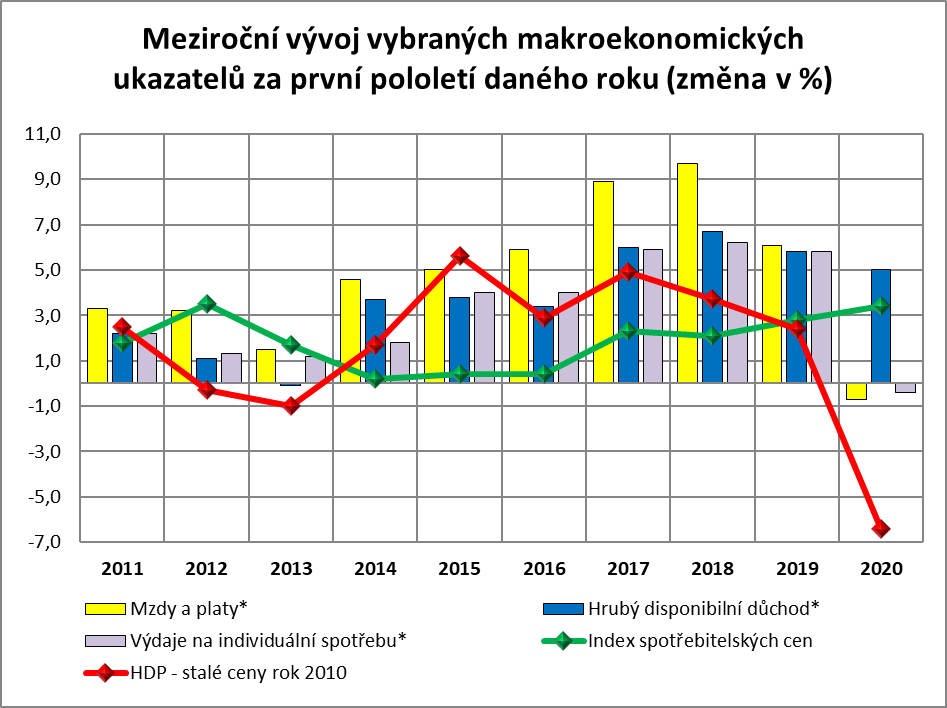 Meziroční vývoj vybraných makroekonomických
ukazatelů za první pololetí daného roku (změna v %)
11,0
9,0
7,0
5,0
3,0
1,0
-1,0
-3,0
-5,0
-7,0
2011 2012 2013 2014 2015 2016 2017 2018 2019 2020
Mzdy a platy* Hrubý disponibilní důchod*
Výdaje na individuální spotřebu* Index spotřebitelských cen
HDP - stalé ceny rok 2010